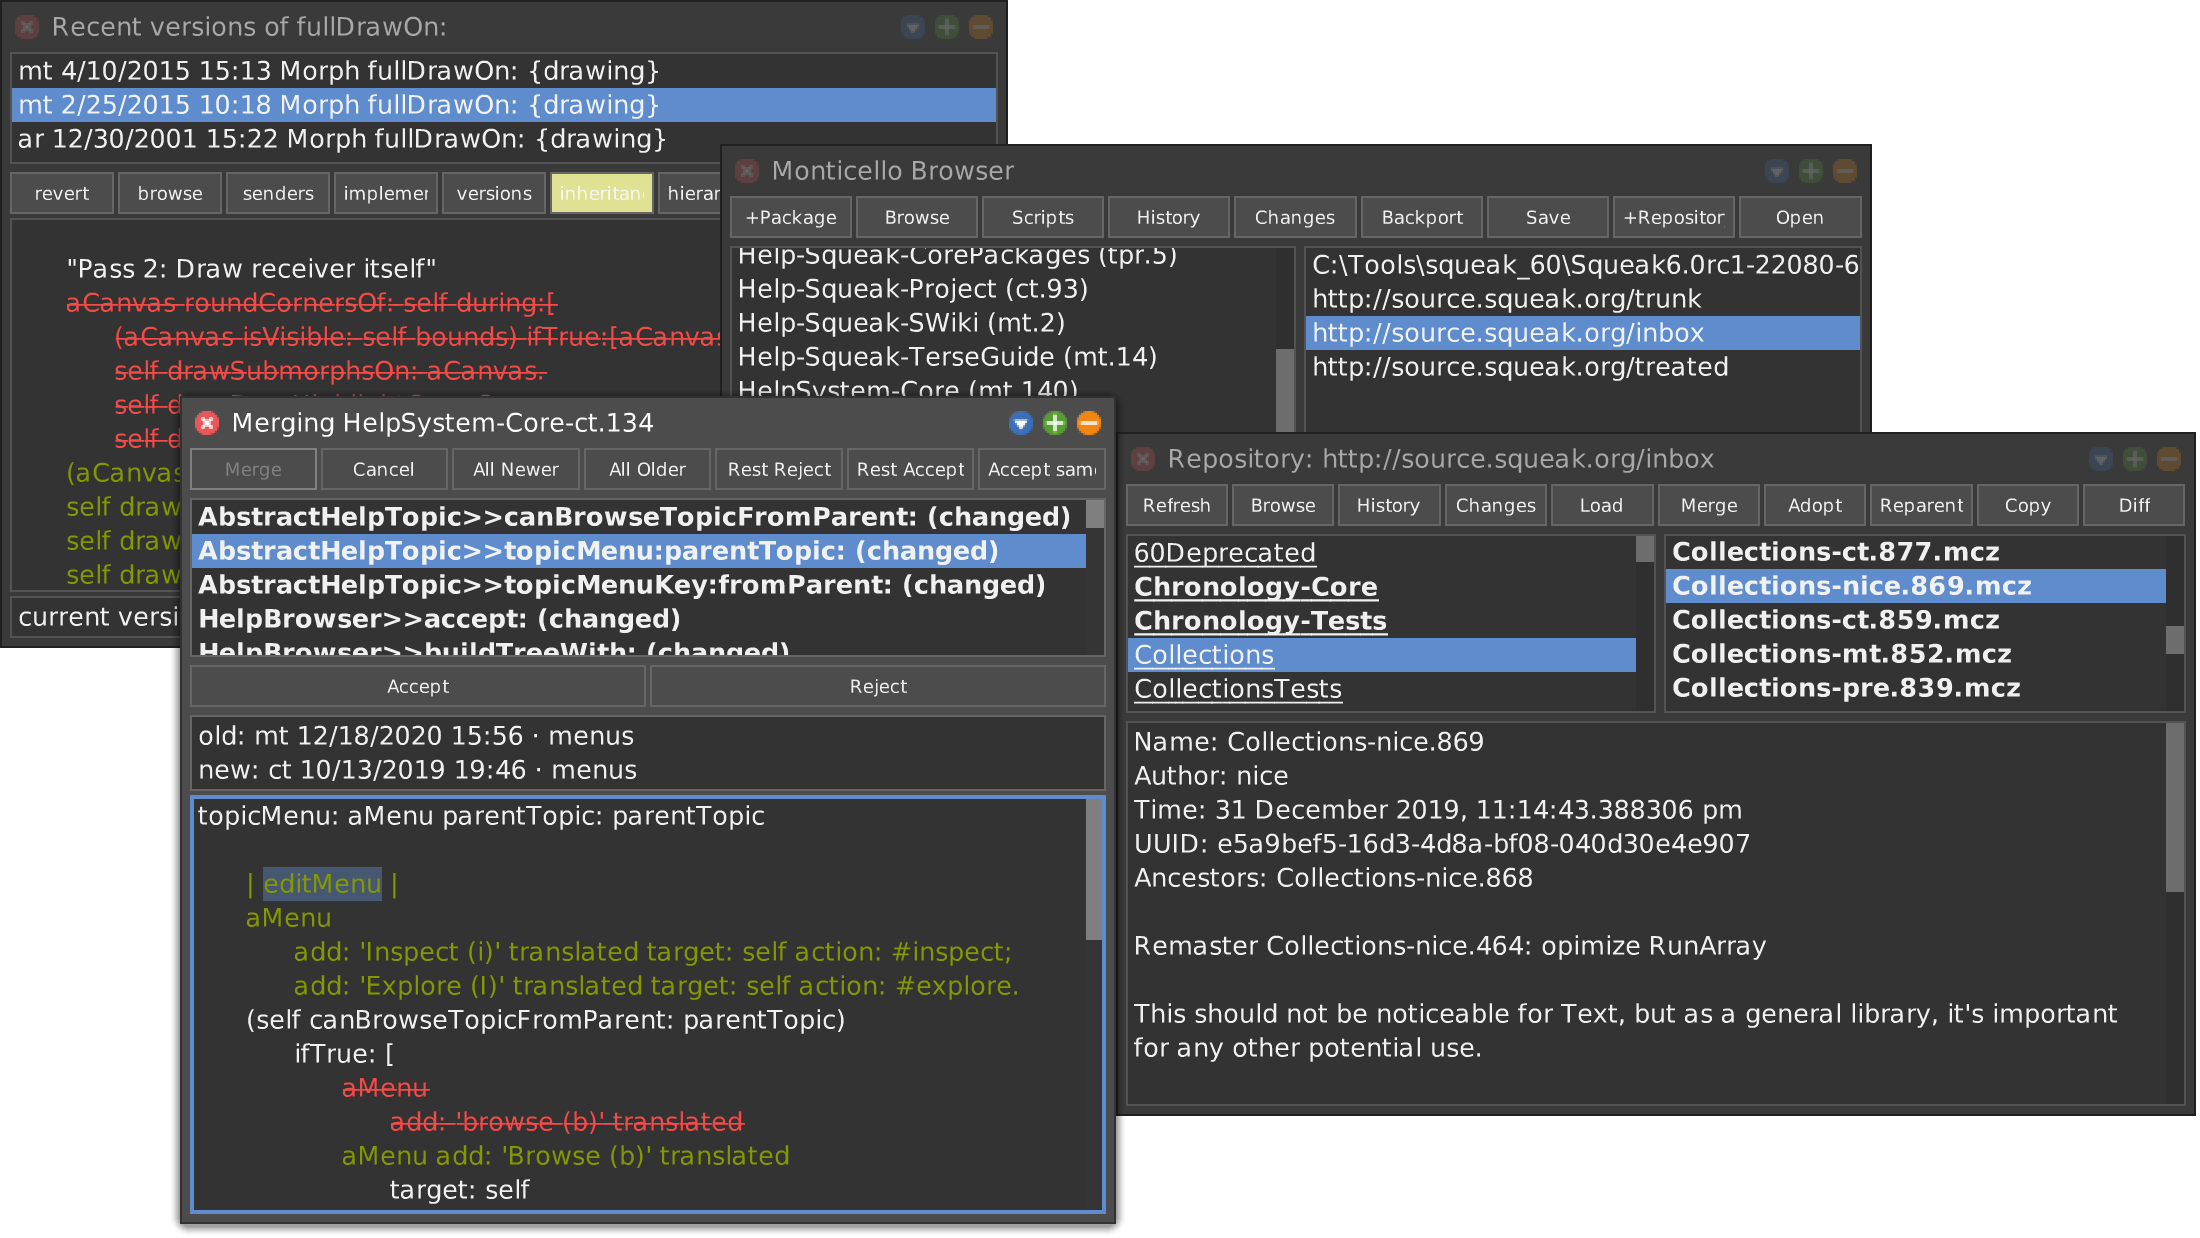 Recent versions of fullDrawOn:
mt 4/10/2015 15:13 Morph fullDrawOn: {drawing}
mt 2/25/2015 10:18 Morph fullDrawOn: {drawing}
ar 12/30/2001 15:22 Morph fullDrawOn: {drawing}
revert browse senders implemen versions inheritan hierar
"Pass 2: Draw receiver itself"
aCanvas roundCornersOf: self during:[
(aCanvas isVisible: self bounds) ifTrue:[aCanvas
self drawSubmorphsOn: aCanvas.
self d
self d
(aCanvas
self draw
self draw
self draw
current versi
Monticello Browser
+Package Browse Scripts History Changes Backport Save +Repositor Open
Help-Squeak-CorePackages (tpr.5)
Help-Squeak-Project (ct.93)
Help-Squeak-SWiki (mt.2)
Help-Squeak-TerseGuide (mt.14)
HelpSystem-Core (mt.140)
C:\Tools\squeak_60\Squeak6.0rc1-22080-6
http://source.squeak.org/trunk
http://source.squeak.org/inbox
http://source.squeak.org/treated
Merging HelpSystem-Core-ct.134
Merge Cancel All Newer All Older Rest Reject Rest Accept Accept sam
AbstractHelpTopic>>canBrowseTopicFromParent: (changed)
AbstractHelpTopic>>topicMenu:parentTopic: (changed)
AbstractHelpTopic>>topicMenuKey:fromParent: (changed)
HelpBrowser>>accept: (changed)
HelpBrowser>>buildTreeWith: (changed)
Accept Reject
old: mt 12/18/2020 15:56 · menus
new: ct 10/13/2019 19:46 · menus
topicMenu: aMenu parentTopic: parentTopic
| editMenu |
aMenu
add: 'Inspect (i)' translated target: self action: #inspect;
add: 'Explore (I)' translated target: self action: #explore.
(self canBrowseTopicFromParent: parentTopic)
ifTrue: [
aMenu
add: 'browse (b)' translated
aMenu add: 'Browse (b)' translated
target: self
Repository: http://source.squeak.org/inbox
Refresh Browse History Changes Load Merge Adopt Reparent Copy Diff
60Deprecated
Chronology-Core
Chronology-Tests
Collections
CollectionsTests
Collections-ct.877.mcz
Collections-nice.869.mcz
Collections-ct.859.mcz
Collections-mt.852.mcz
Collections-pre.839.mcz
Name: Collections-nice.869
Author: nice
Time: 31 December 2019, 11:14:43.388306 pm
UUID: e5a9bef5-16d3-4d8a-bf08-040d30e4e907
Ancestors: Collections-nice.868
Remaster Collections-nice.464: opimize RunArray
This should not be noticeable for Text, but as a general library, it's important
for any other potential use.